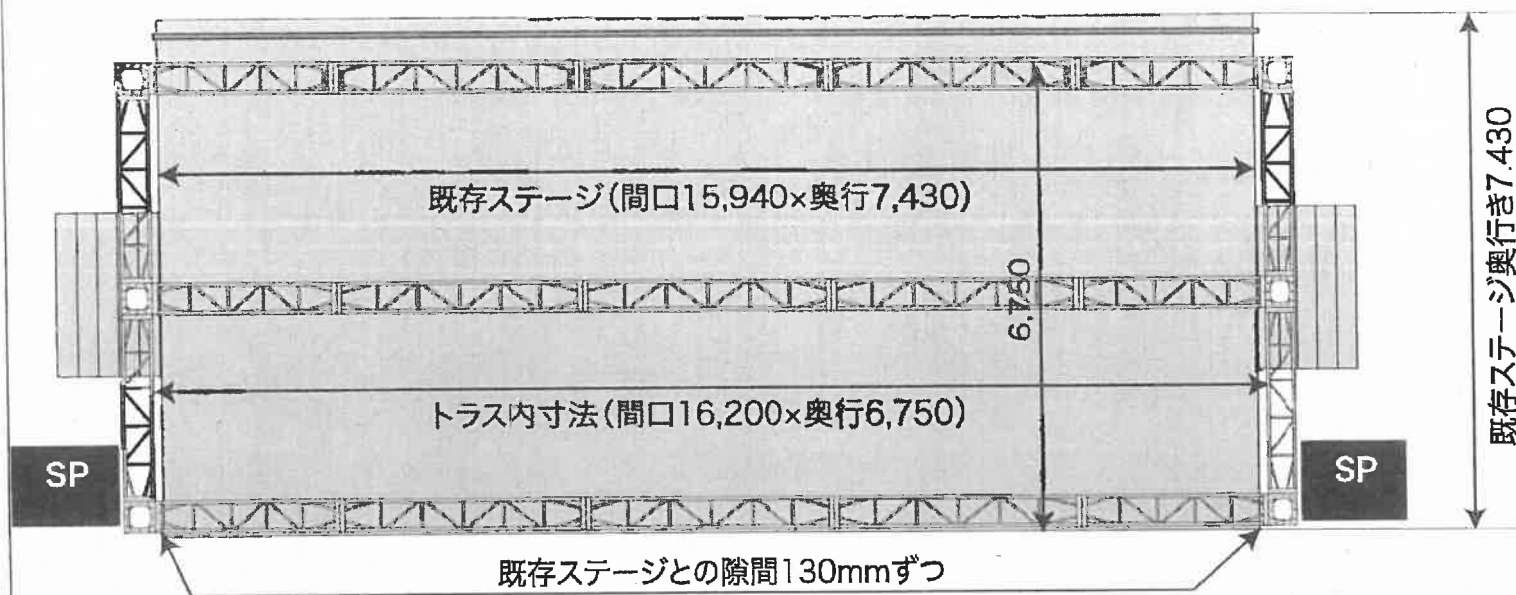 既存ステージ(間口15,940×奥行7,430)
6,750
既存ステージ奥行き7.430
トラス内寸法(間口16,200×奥行6,750)
SP
SP
既存ステージとの隙間130mmずつ